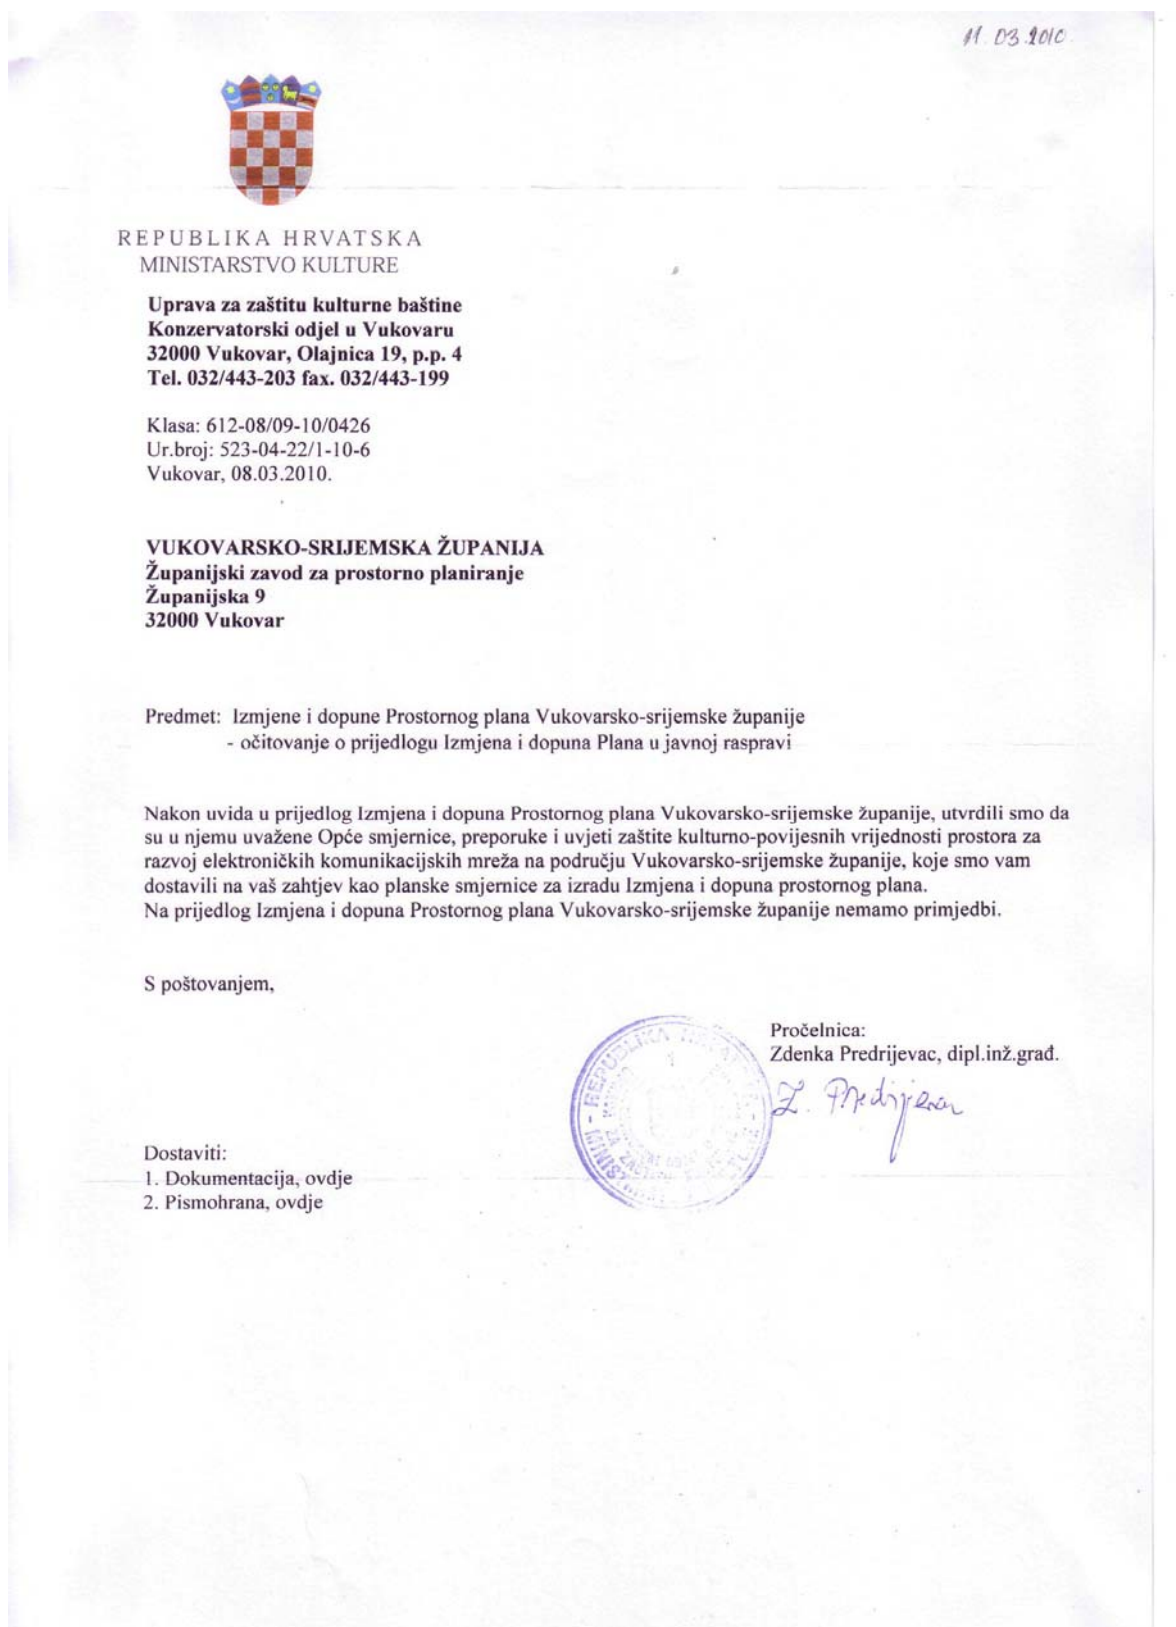 11.03.2010.
REPUBLIKA HRVATSKA
MINISTARSTVO KULTURE
Uprava za zaštitu kulturne baštine
Konzervatorski odjel u Vukovaru
32000 Vukovar, Olajnica 19, p.p. 4
Tel. 032/443-203 fax. 032/443-199
Klasa: 612-08/09-10/0426
Ur.broj: 523-04-22/1-10-6
Vukovar, 08.03.2010.
VUKOVARSKO-SRIJEMSKA ŽUPANIJA
Županijski zavod za prostorno planiranje
Županijska 9
32000 Vukovar
Predmet: Izmjene i dopune Prostornog plana Vukovarsko-srijemske županije
- očitovanje o prijedlogu Izmjena i dopuna Plana u javnoj raspravi
Nakon uvida u prijedlog Izmjena i dopuna Prostornog plana Vukovarsko-srijemske županije, utvrdili smo da
su u njemu uvažene Opće smjernice, preporuke i uvjeti zaštite kulturno-povijesnih vrijednosti prostora za
razvoj elektroničkih komunikacijskih mreža na području Vukovarsko-srijemske županije, koje smo vam
dostavili na vaš zahtjev kao planske smjernice za izradu Izmjena i dopuna prostornog plana.
Na prijedlog Izmjena i dopuna Prostornog plana Vukovarsko-srijemske županije nemamo primjedbi.
S poštovanjem,
Pročelnica:
Zdenka Predrijevac, dipl.inž.građ.
Z. Predrijevac
REPUBLIKA HRVATSKA
Dostaviti:
1. Dokumentacija, ovdje
2. Pismohrana, ovdje